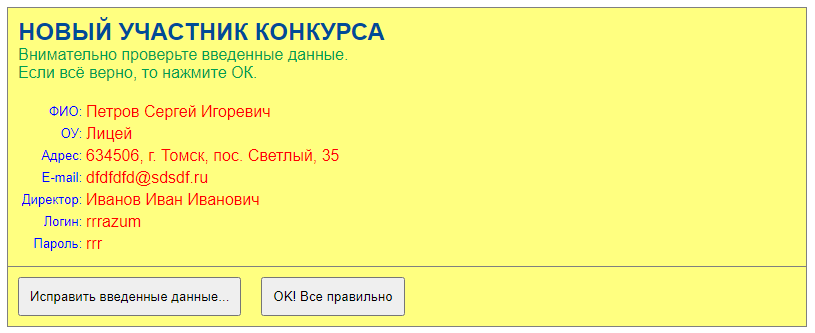 НОВЫЙ УЧАСТНИК КОНКУРСА
Внимательно проверьте введенные данные.
Если всё верно, то нажмите ОК.
ФИО: Петров Сергей Игоревич
ОУ: Лицей
Адрес: 634506, г. Томск, пос. Светлый, 35
E-mail: dfdfdfd@sdsdf.ru
Директор: Иванов Иван Иванович
Логин: rrrazum
Пароль: rrr
Исправить введенные данные... OK! Все правильно